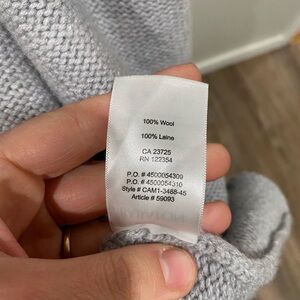 100% Wool
100% Laine
CA 23725
RN 122354
P.O. # 4500054309
P.O. # 4500054310
Style # CAM1-3488-45
Article # 59093